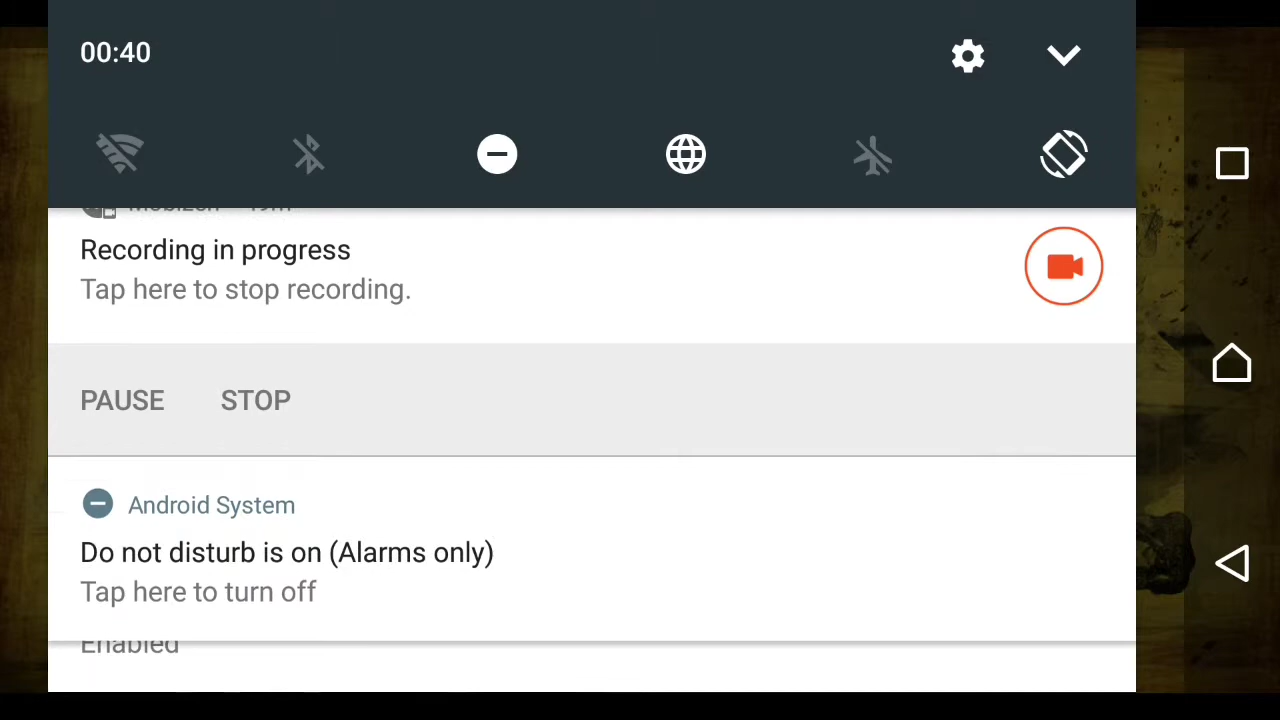 00:40
Recording in progress
Tap here to stop recording.
PAUSE STOP
Android System
Do not disturb is on (Alarms only)
Tap here to turn off
Enabled